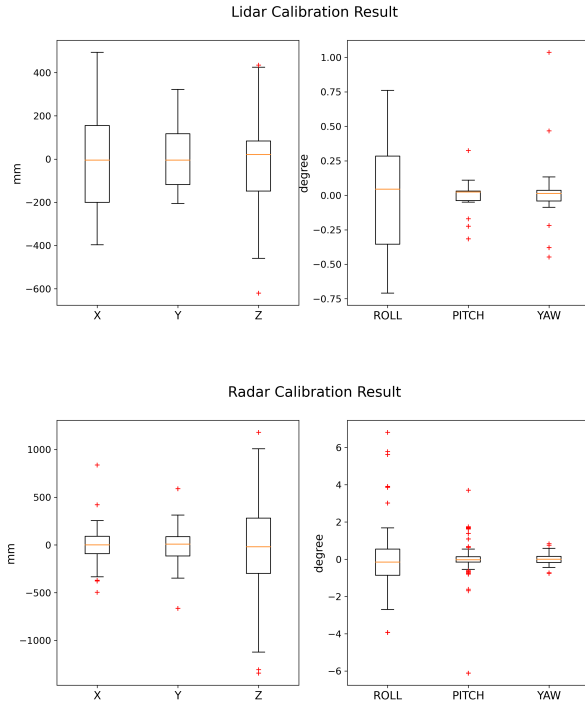 Lidar Calibration Result
mm
400
200
0
−200
−400
−600
X Y Z
degree
1.00
0.75
0.50
0.25
0.00
−0.25
−0.50
−0.75
ROLL PITCH YAW
Radar Calibration Result
mm
1000
500
0
−500
−1000
X Y Z
degree
6
4
2
0
−2
−4
−6
ROLL PITCH YAW